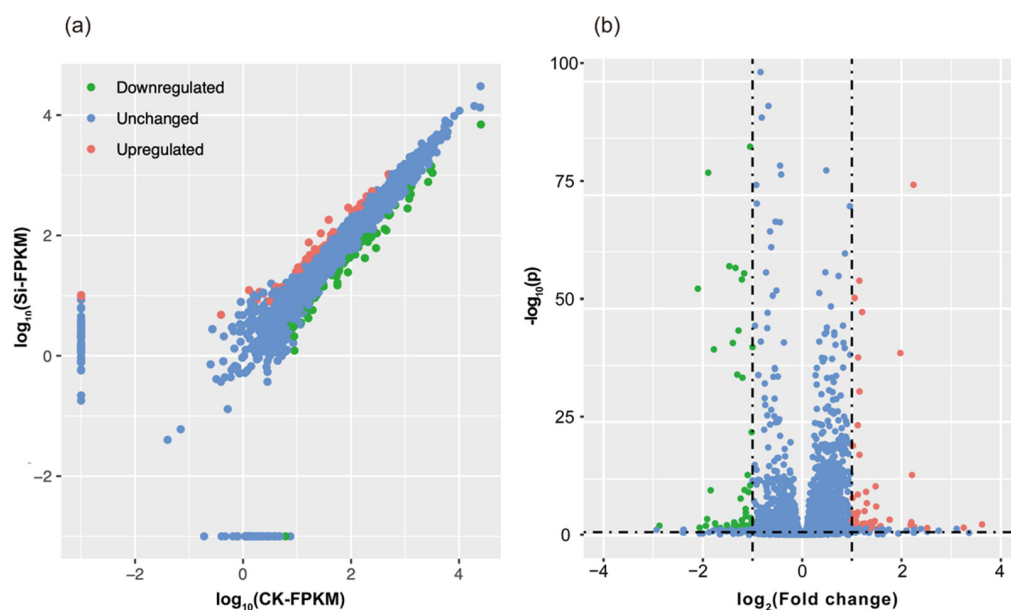 (a)
(b)
Downregulated
Unchanged
Upregulated
log10(Si-FPKM)
4
2
0
−2
−2
0
2
4
log10(CK-FPKM)
-log10(p)
100
75
50
25
0
−4
−2
0
2
4
log2(Fold change)